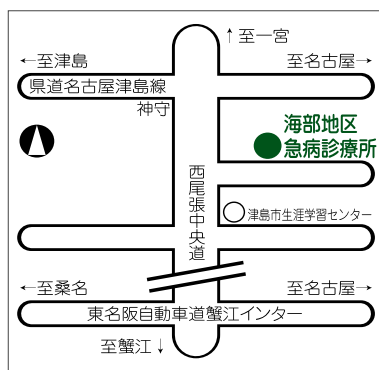 ↑至一宮
←至津島
至名古屋→
県道名古屋津島線
神守
海部地区
急病診療所
西尾張中央道
津島市生涯学習センター
←至桑名
至名古屋→
東名阪自動車道蟹江インター
至蟹江↓